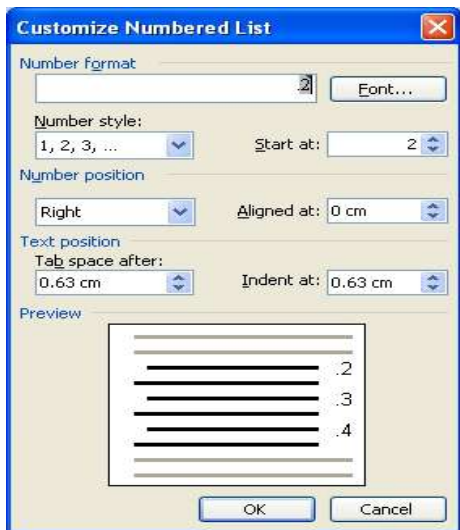 Customize Numbered List
Number format
.2 Font...
Number style:
1, 2, 3, ... Start at: 2
Number position
Right Aligned at: 0 cm
Text position
Tab space after:
0.63 cm Indent at: 0.63 cm
Preview
.2
.3
.4
OK Cancel